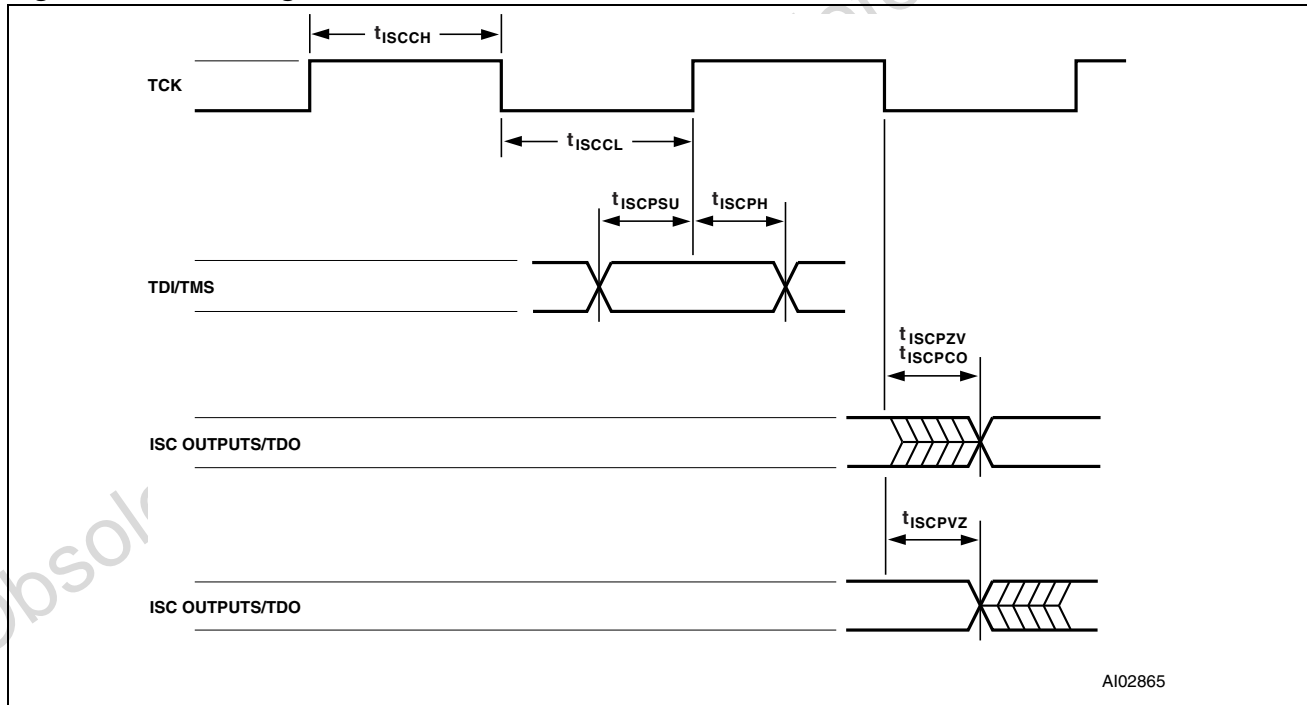 tISCCH
TCK
tISCCL
tISCPSU
tISCPH
TDI/TMS
tISCPZV
tISCPCO
ISC OUTPUTS/TDO
tISCPVZ
ISC OUTPUTS/TDO
AI02865